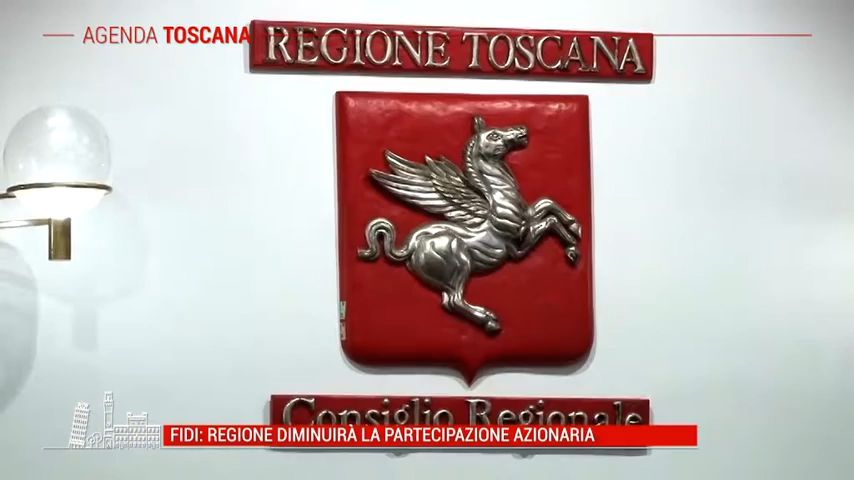 AGENDA TOSCANA
REGIONE TOSCANA
Consiglio Regionale
FIDI: REGIONE DIMINUIRÀ LA PARTECIPAZIONE AZIONARIA